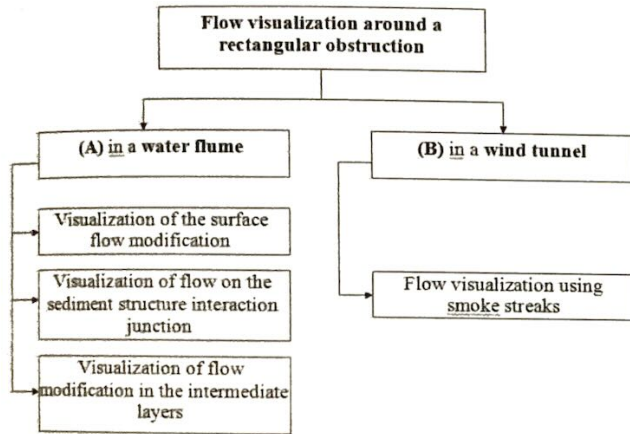 Flow visualization around a
rectangular obstruction
(A) in a water flume
(B) in a wind tunnel
Visualization of the surface
flow modification
Visualization of flow on the
sediment structure interaction
junction
Visualization of flow
modification in the intermediate
layers
Flow visualization using
smoke streaks